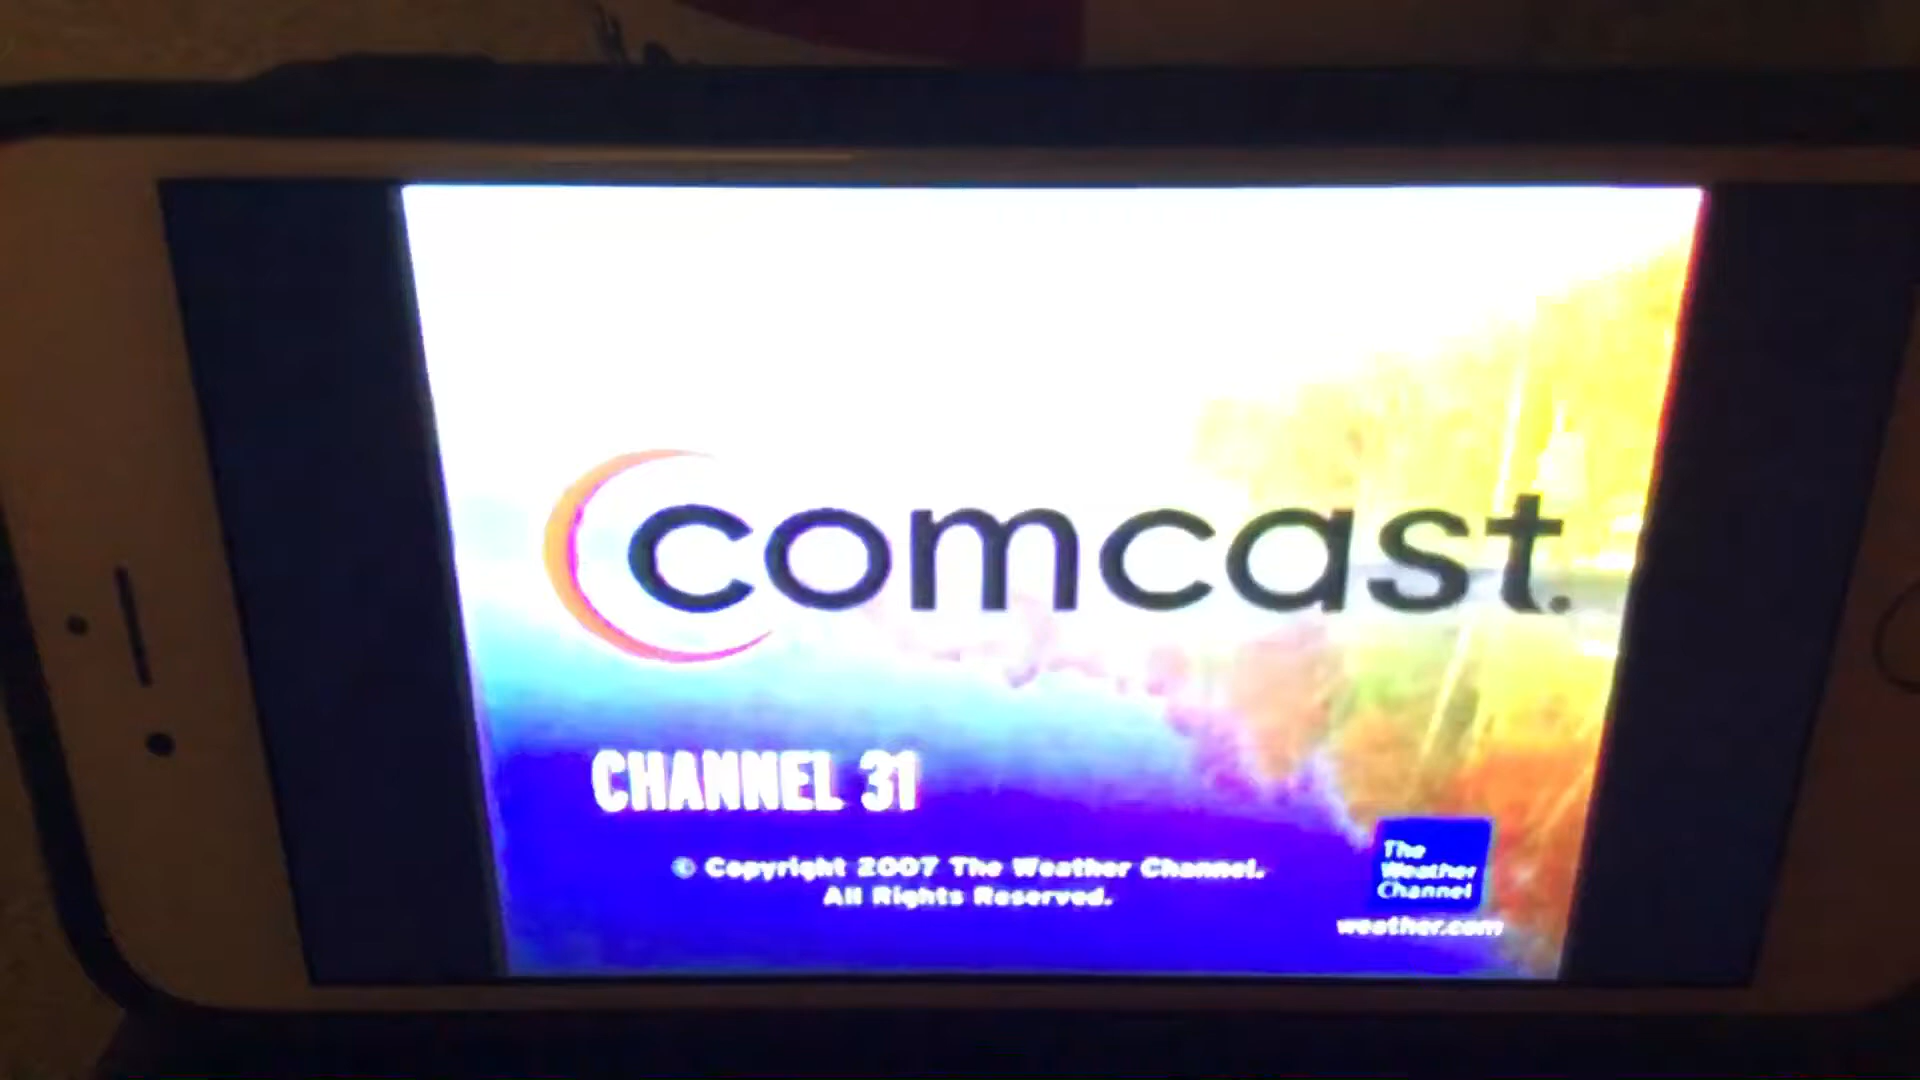 comcast.
CHANNEL 31
© Copyright 2007 The Weather Channel.
All Rights Reserved.
The
Weather
Channel
weather.com